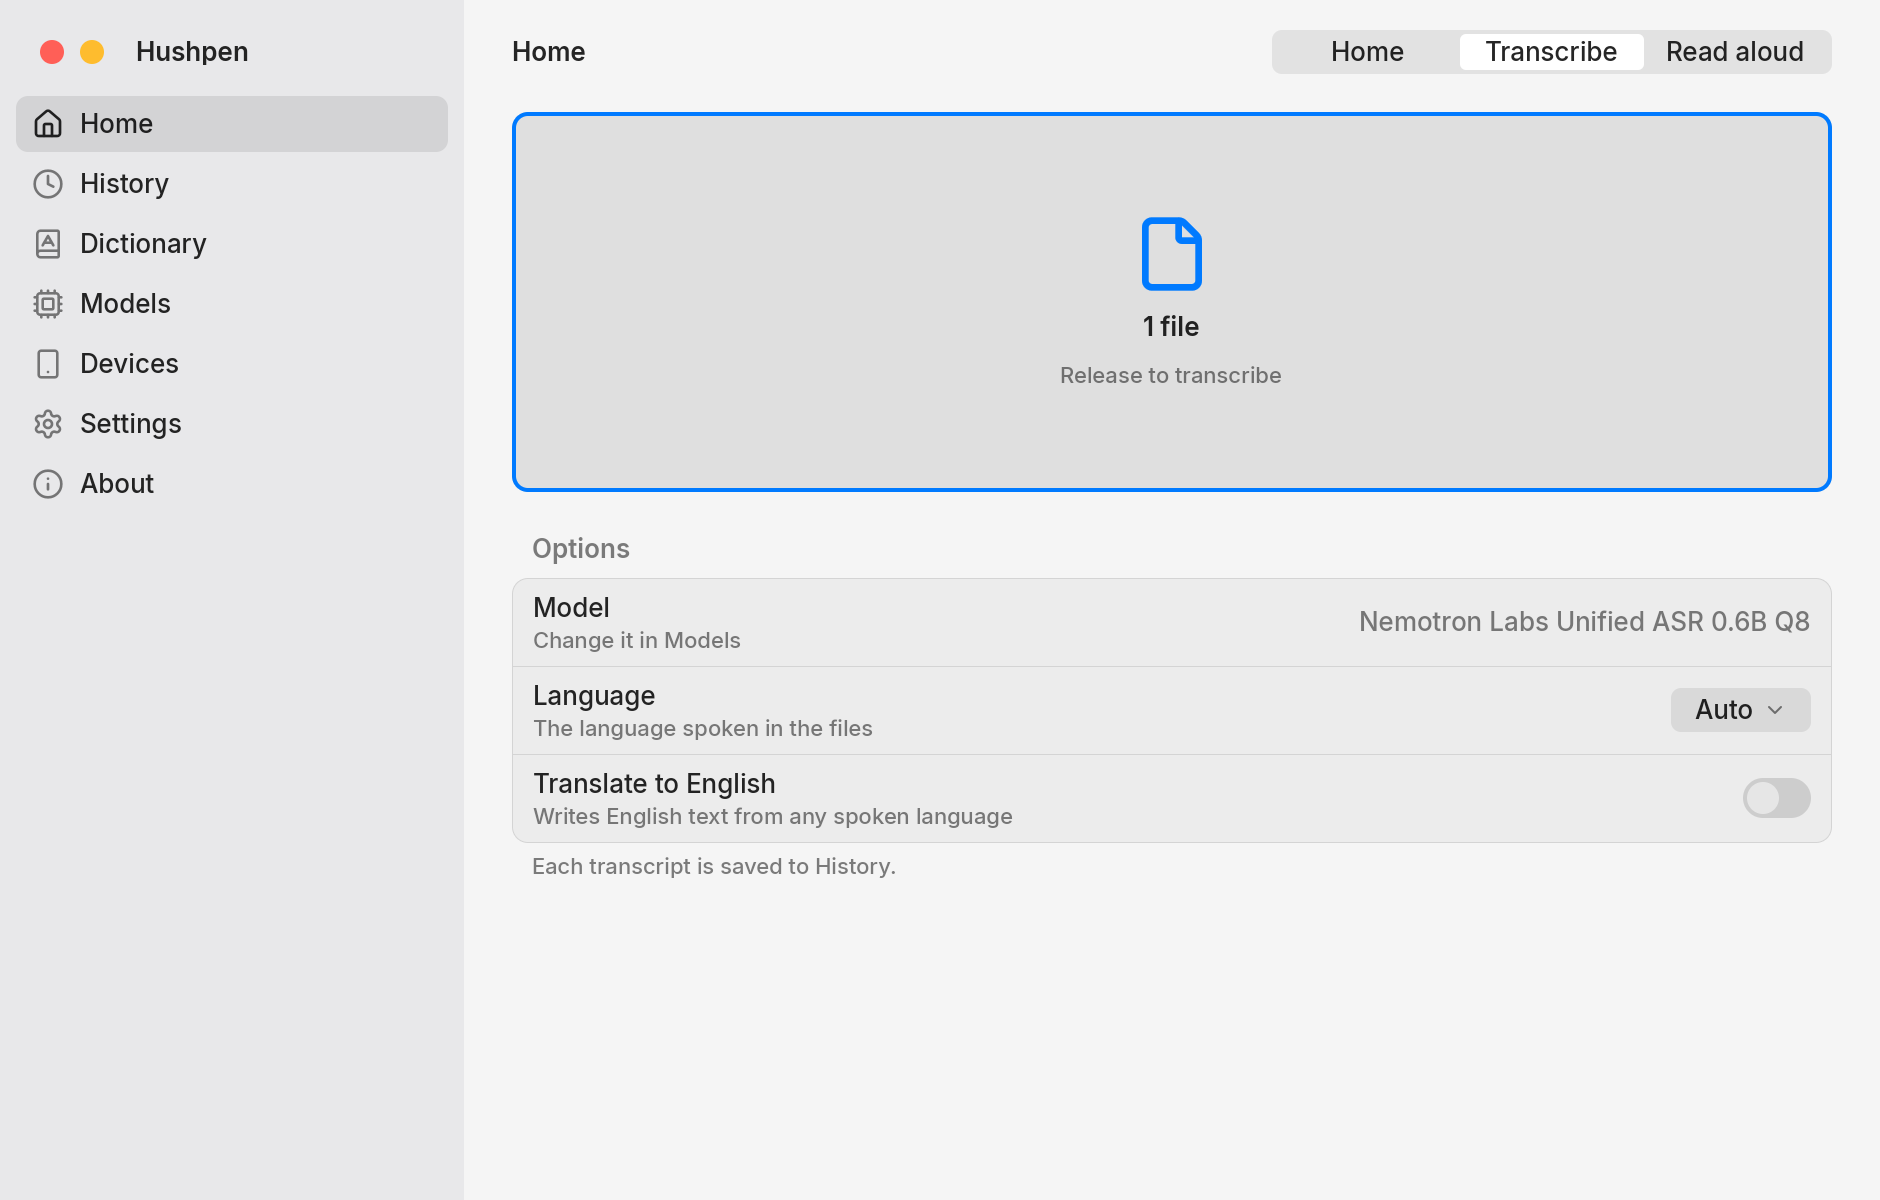 Hushpen
Home
History
Dictionary
Models
Devices
Settings
About
Home
Home
Transcribe
Read aloud
1 file
Release to transcribe
Options
Model
Change it in Models
Nemotron Labs Unified ASR 0.6B Q8
Language
The language spoken in the files
Auto
Translate to English
Writes English text from any spoken language
Each transcript is saved to History.